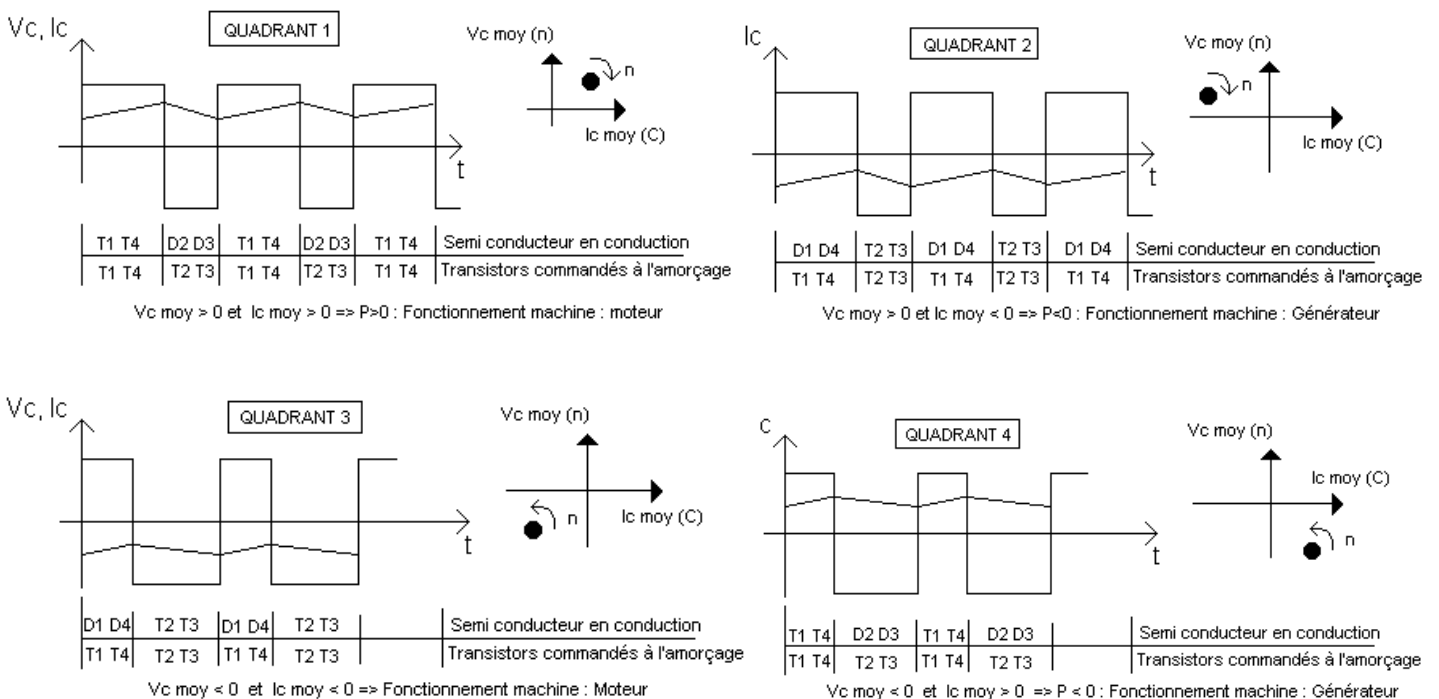 Vc, Ic
QUADRANT 1
Vc moy (n)
n
Ic moy (C)
t
T1 T4 D2 D3 T1 T4 D2 D3 T1 T4 Semi conducteur en conduction
T1 T4 T2 T3 T1 T4 T2 T3 T1 T4 Transistors commandés à l'amorçage
Vc moy > 0 et Ic moy > 0 => P>0 : Fonctionnement machine : moteur
Ic
QUADRANT 2
Vc moy (n)
n
Ic moy (C)
t
D1 D4 T2 T3 D1 D4 T2 T3 D1 D4 Semi conducteur en conduction
T1 T4 T2 T3 T1 T4 T2 T3 T1 T4 Transistors commandés à l'amorçage
Vc moy > 0 et Ic moy < 0 => P<0 : Fonctionnement machine : Générateur
Vc, Ic
QUADRANT 3
Vc moy (n)
n
Ic moy (C)
t
D1 D4 T2 T3 D1 D4 T2 T3 Semi conducteur en conduction
T1 T4 T2 T3 T1 T4 T2 T3 Transistors commandés à l'amorçage
Vc moy < 0 et Ic moy < 0 => Fonctionnement machine : Moteur
C
QUADRANT 4
Vc moy (n)
Ic moy (C)
n
t
T1 T4 D2 D3 T1 T4 D2 D3 Semi conducteur en conduction
T1 T4 T2 T3 T1 T4 T2 T3 Transistors commandés à l'amorçage
Vc moy < 0 et Ic moy > 0 => P < 0 : Fonctionnement machine : Générateur